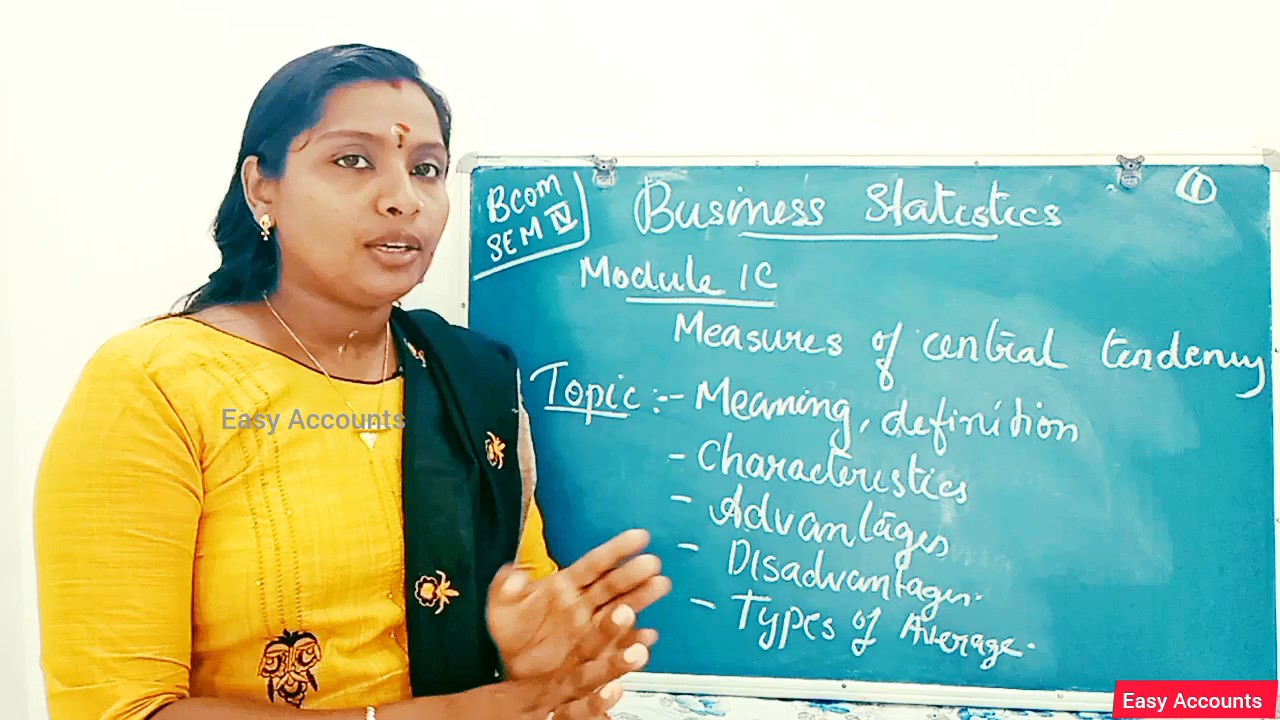 BCOM
SEM IV
Business Statistics
1
Module 1C
Measures of central tendency
Topic :- Meaning, definition
- Characteristics
- Advantages
- Disadvantages.
- Types of Average.
Easy Accounts
Easy Accounts